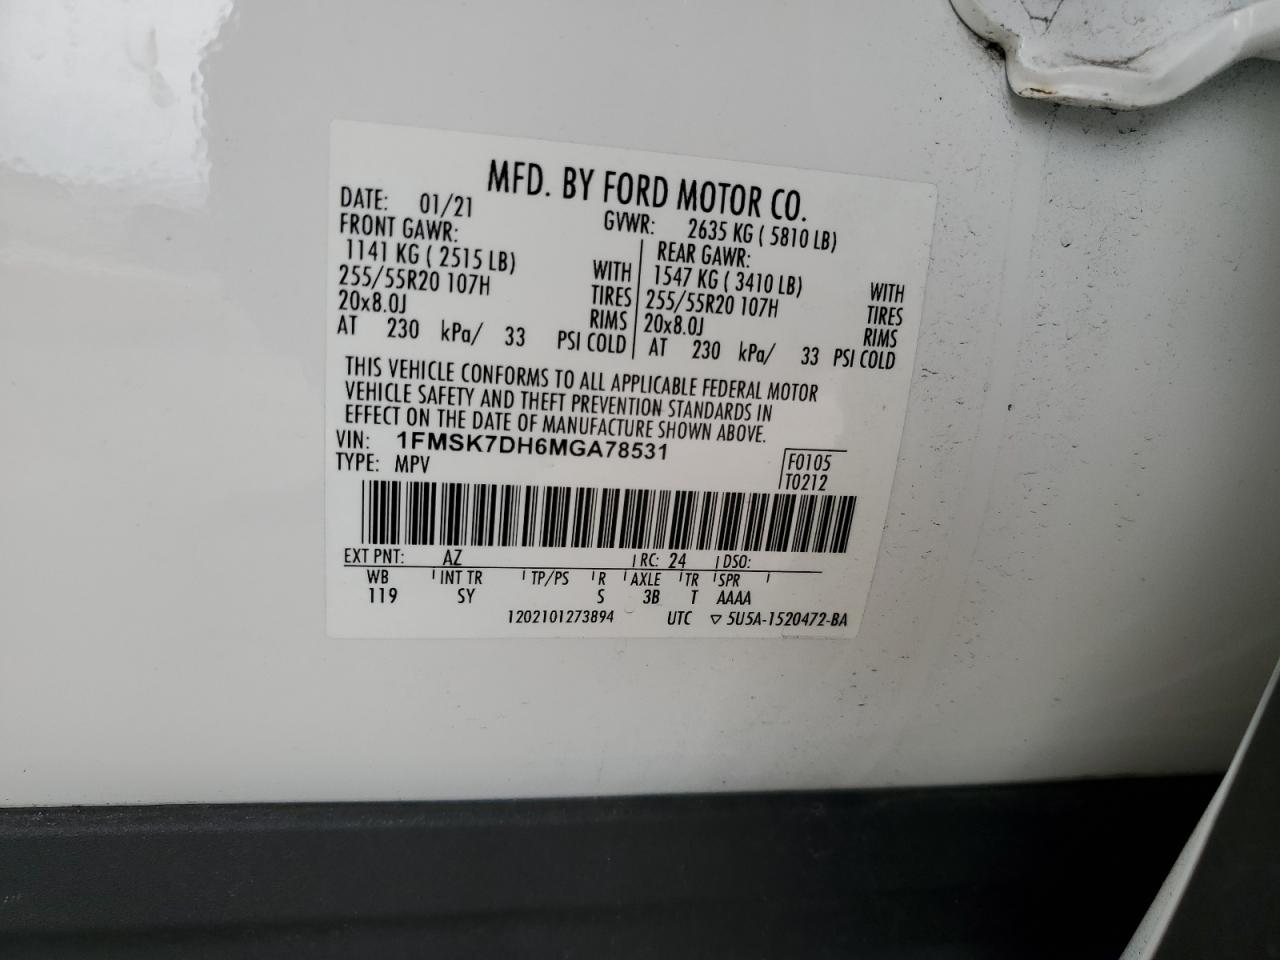 MFD. BY FORD MOTOR CO.
DATE: 01/21 GVWR: 2635 KG ( 5810 LB)
FRONT GAWR: REAR GAWR:
1141 KG ( 2515 LB) WITH 1547 KG ( 3410 LB) WITH
255/55R20 107H TIRES 255/55R20 107H TIRES
20x8.0J RIMS 20x8.0J RIMS
AT 230 kPa/ 33 PSI COLD AT 230 kPa/ 33 PSI COLD
THIS VEHICLE CONFORMS TO ALL APPLICABLE FEDERAL MOTOR
VEHICLE SAFETY AND THEFT PREVENTION STANDARDS IN
EFFECT ON THE DATE OF MANUFACTURE SHOWN ABOVE.
VIN: 1FMSK7DH6MGA78531
TYPE: MPV F0105
T0212
EXT PNT: AZ RC: 24 DSO:
WB INT TR TP/PS R AXLE TR SPR
119 SY S 3B T AAAA
1202101273894 UTC ▽ 5U5A-1520472-BA